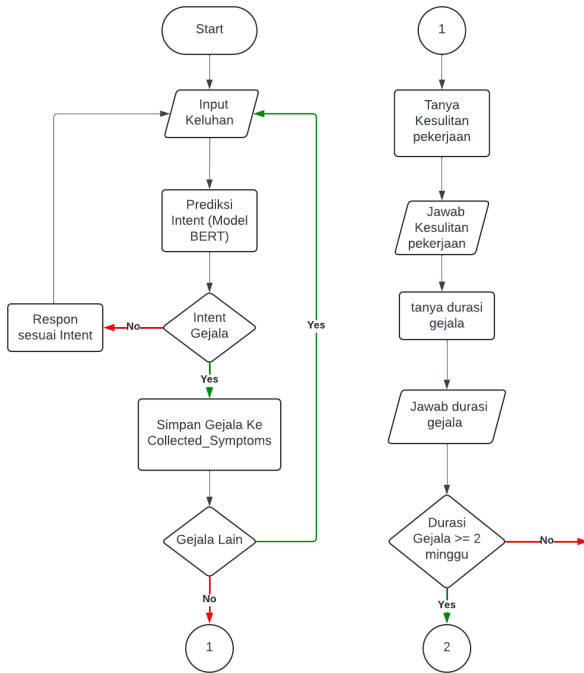 Start
Input
Keluhan
Prediksi
Intent (Model
BERT)
Intent
Gejala
No
Respon
sesuai Intent
Yes
Simpan Gejala Ke
Collected_Symptoms
Gejala Lain
Yes
No
1
1
Tanya
Kesulitan
pekerjaan
Jawab
Kesulitan
pekerjaan
tanya durasi
gejala
Jawab durasi
gejala
Durasi
Gejala >= 2
minggu
No
Yes
2